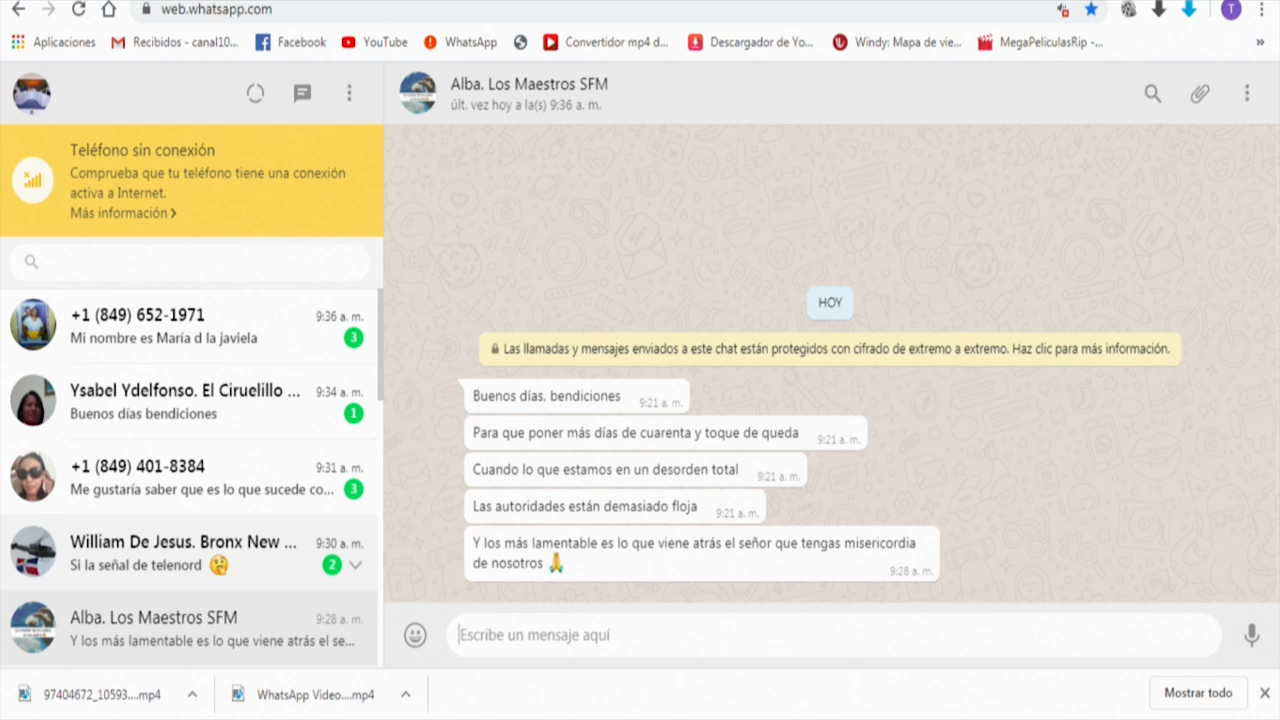 web.whatsapp.com
T
Aplicaciones
Recibidos - canal10...
Facebook
YouTube
WhatsApp
Convertidor mp4 d...
Descargador de Yo...
Windy: Mapa de vie...
MegaPeliculasRip -...
»
Alba. Los Maestros SFM
últ. vez hoy a la(s) 9:36 a. m.
Teléfono sin conexión
Comprueba que tu teléfono tiene una conexión
activa a Internet.
Más información >
+1 (849) 652-1971
9:36 a. m.
Mi nombre es María d la javiela
3
Ysabel Ydelfonso. El Ciruelillo ...
9:34 a. m.
Buenos días bendiciones
1
+1 (849) 401-8384
9:31 a. m.
Me gustaría saber que es lo que sucede co...
3
William De Jesus. Bronx New ...
9:30 a. m.
Si la señal de telenord 🤔
2
Alba. Los Maestros SFM
9:28 a. m.
Y los más lamentable es lo que viene atrás el se...
HOY
Las llamadas y mensajes enviados a este chat están protegidos con cifrado de extremo a extremo. Haz clic para más información.
Buenos días, bendiciones
9:21 a. m.
Para que poner más días de cuarenta y toque de queda
9:21 a. m.
Cuando lo que estamos en un desorden total
9:21 a. m.
Las autoridades están demasiado floja
9:21 a. m.
Y los más lamentable es lo que viene atrás el señor que tengas misericordia
de nosotros 🙏
9:28 a. m.
Escribe un mensaje aquí
97404672_10593....mp4
WhatsApp Video....mp4
Mostrar todo